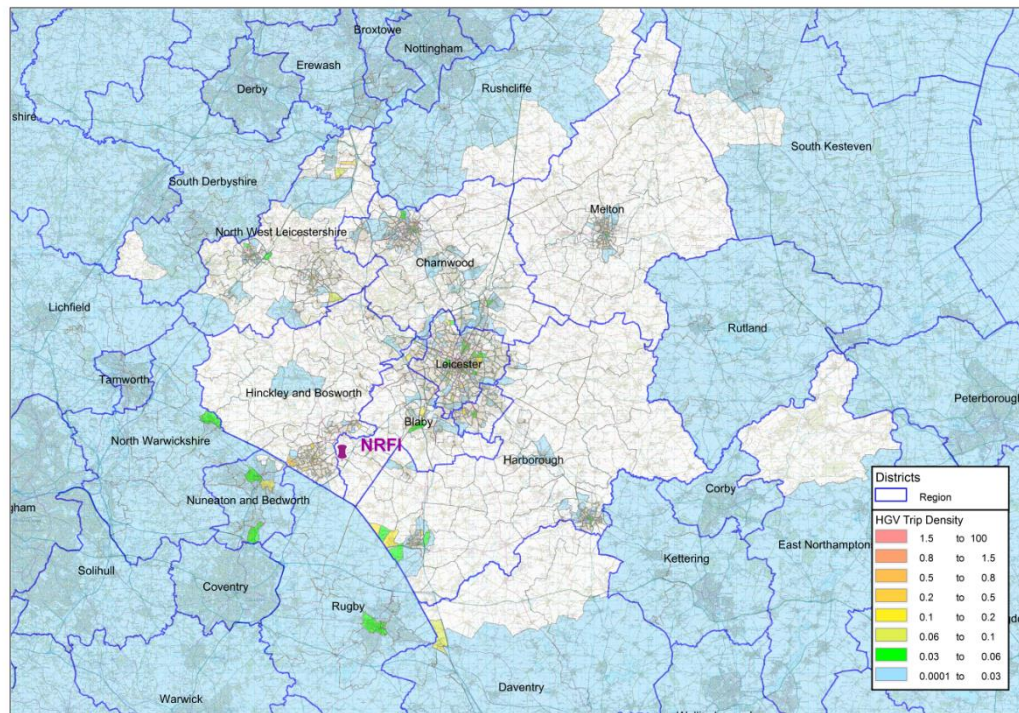 Broxtowe
Nottingham
Erewash
Derby
Rushcliffe
shire
South Kesteven
South Derbyshire
Melton
North West Leicestershire
Charnwood
Lichfield
Rutland
Leicester
Tamworth
Hinckley and Bosworth
Peterborough
Blaby
North Warwickshire
NRFI
Harborough
Corby
Nuneaton and Bedworth
gham
East Northampton
Kettering
Solihull
Coventry
Rugby
Warwick
Daventry
Districts
Region
HGV Trip Density
1.5 to 100
0.8 to 1.5
0.5 to 0.8
0.2 to 0.5
0.1 to 0.2
0.06 to 0.1
0.03 to 0.06
0.0001 to 0.03